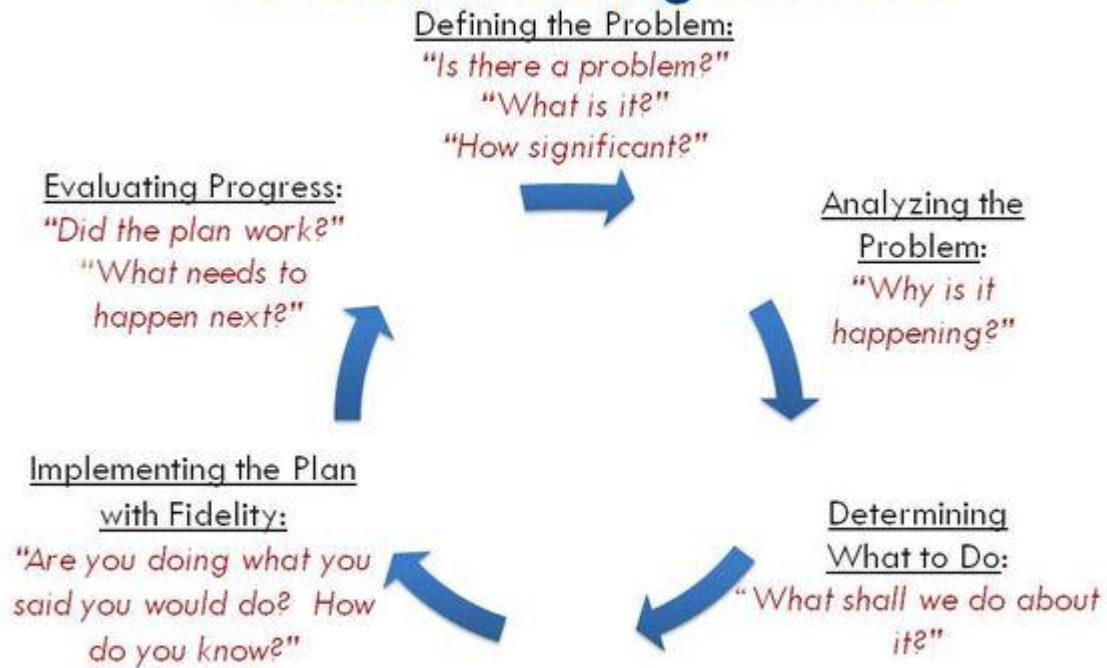 Defining the Problem:
“Is there a problem?”
“What is it?”
“How significant?”
Analyzing the
Problem:
“Why is it
happening?”
Determining
What to Do:
“What shall we do about
it?”
Implementing the Plan
with Fidelity:
“Are you doing what you
said you would do?  How
do you know?”
Evaluating Progress:
“Did the plan work?”
“What needs to
happen next?”